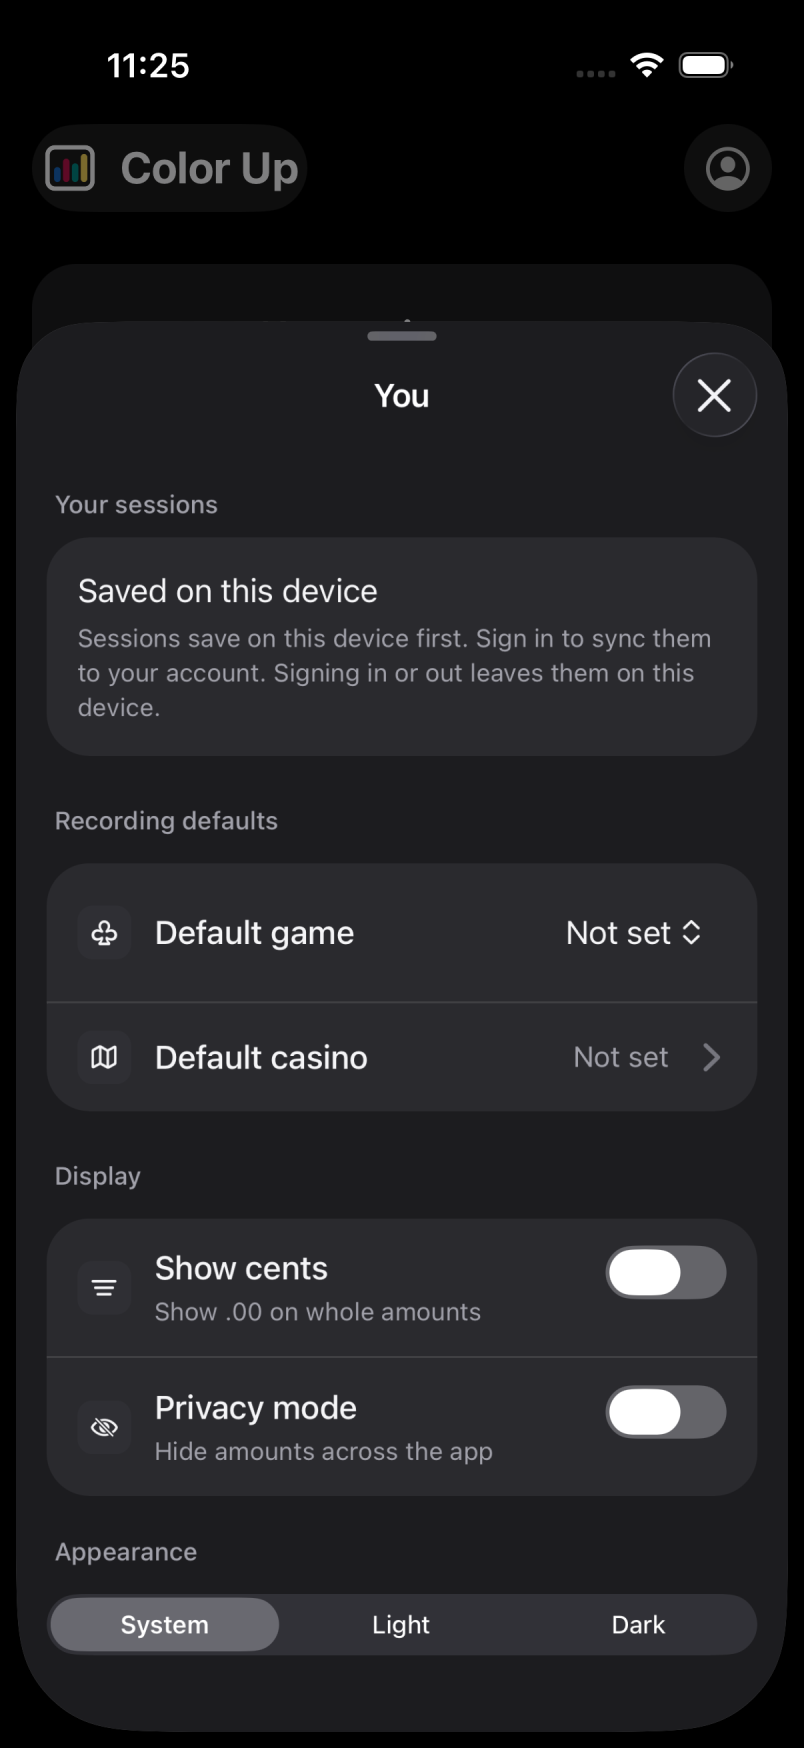 11:25
Color Up
You
Your sessions
Saved on this device
Sessions save on this device first. Sign in to sync them
to your account. Signing in or out leaves them on this
device.
Recording defaults
Default game
Not set
Default casino
Not set
Display
Show cents
Show .00 on whole amounts
Privacy mode
Hide amounts across the app
Appearance
System
Light
Dark